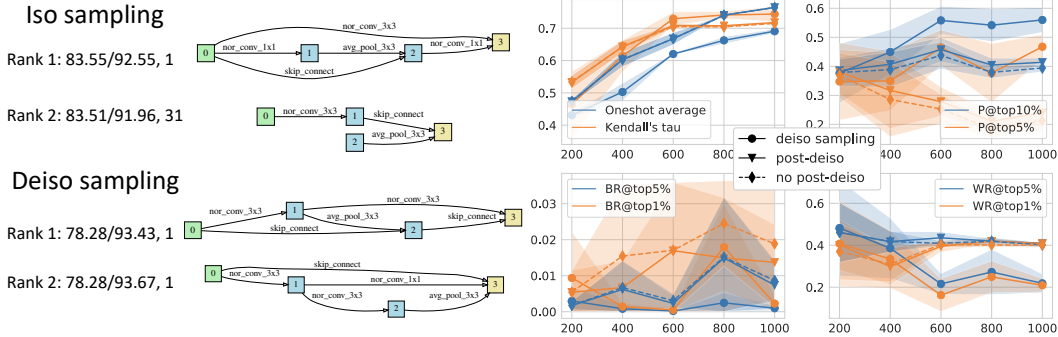 Iso sampling
Rank 1: 83.55/92.55, 1
0
nor_conv_3x3
nor_conv_1x1
1
avg_pool_3x3
2
nor_conv_1x1
3
skip_connect
Rank 2: 83.51/91.96, 31
0
nor_conv_3x3
1
skip_connect
2
avg_pool_3x3
3
Deiso sampling
Rank 1: 78.28/93.43, 1
0
nor_conv_3x3
1
nor_conv_3x3
avg_pool_3x3
skip_connect
2
skip_connect
3
Rank 2: 78.28/93.67, 1
0
skip_connect
nor_conv_3x3
1
nor_conv_1x1
nor_conv_3x3
2
avg_pool_3x3
3
0.7
0.6
0.5
0.4
Oneshot average
Kendall's tau
200 400 600 800 1000
0.6
0.4
0.2
P@top10%
P@top5%
200 400 600 800 1000
deiso sampling
post-deiso
no post-deiso
0.03
0.02
0.01
0.00
BR@top5%
BR@top1%
200 400 600 800 1000
0.6
0.4
0.2
WR@top5%
WR@top1%
200 400 600 800 1000